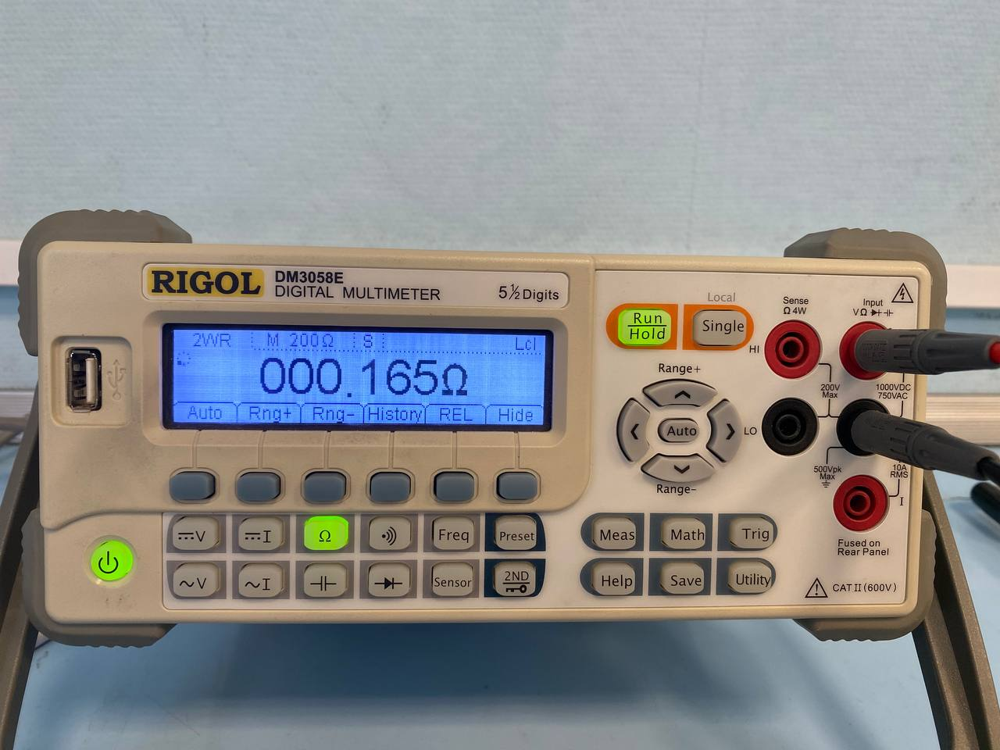 RIGOL
DM3058E
DIGITAL MULTIMETER
5½ Digits
2WR M 200Ω S Lcl
000.165Ω
Auto Rng+ Rng- History REL Hide
V I Ω Freq Preset
~V ~I Sensor 2ND
Run
Hold
Local
Single
Range+
Auto
Range-
Meas Math Trig
Help Save Utility
Sense
Ω 4W
Input
V Ω
HI
200V
Max
1000VDC
750VAC
LO
500Vpk
Max
10A
RMS
I
Fused on
Rear Panel
CAT II (600V)